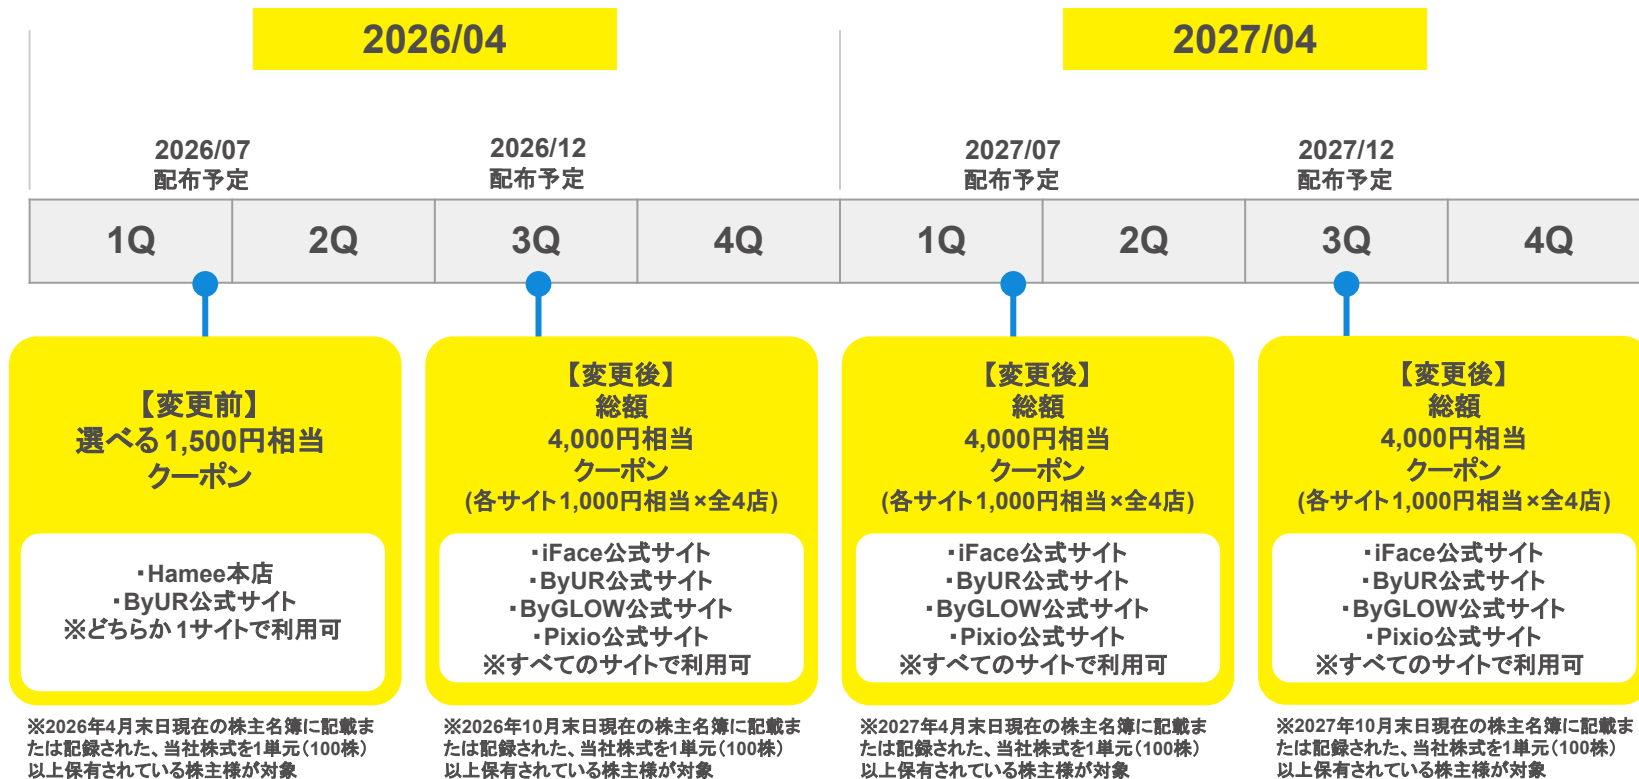 2026/04
2027/04
2026/07
配布予定
2026/12
配布予定
2027/07
配布予定
2027/12
配布予定
1Q
2Q
3Q
4Q
1Q
2Q
3Q
4Q
【変更前】
選べる1,500円相当
クーポン
・Hamee本店
・ByUR公式サイト
※どちらか1サイトで利用可
※2026年4月末日現在の株主名簿に記載ま
たは記録された、当社株式を1単元（100株）
以上保有されている株主様が対象
【変更後】
総額
4,000円相当
クーポン
(各サイト1,000円相当×全4店)
・iFace公式サイト
・ByUR公式サイト
・ByGLOW公式サイト
・Pixio公式サイト
※すべてのサイトで利用可
※2026年10月末日現在の株主名簿に記載ま
たは記録された、当社株式を1単元（100株）
以上保有されている株主様が対象
【変更後】
総額
4,000円相当
クーポン
(各サイト1,000円相当×全4店)
・iFace公式サイト
・ByUR公式サイト
・ByGLOW公式サイト
・Pixio公式サイト
※すべてのサイトで利用可
※2027年4月末日現在の株主名簿に記載ま
たは記録された、当社株式を1単元（100株）
以上保有されている株主様が対象
【変更後】
総額
4,000円相当
クーポン
(各サイト1,000円相当×全4店)
・iFace公式サイト
・ByUR公式サイト
・ByGLOW公式サイト
・Pixio公式サイト
※すべてのサイトで利用可
※2027年10月末日現在の株主名簿に記載ま
たは記録された、当社株式を1単元（100株）
以上保有されている株主様が対象